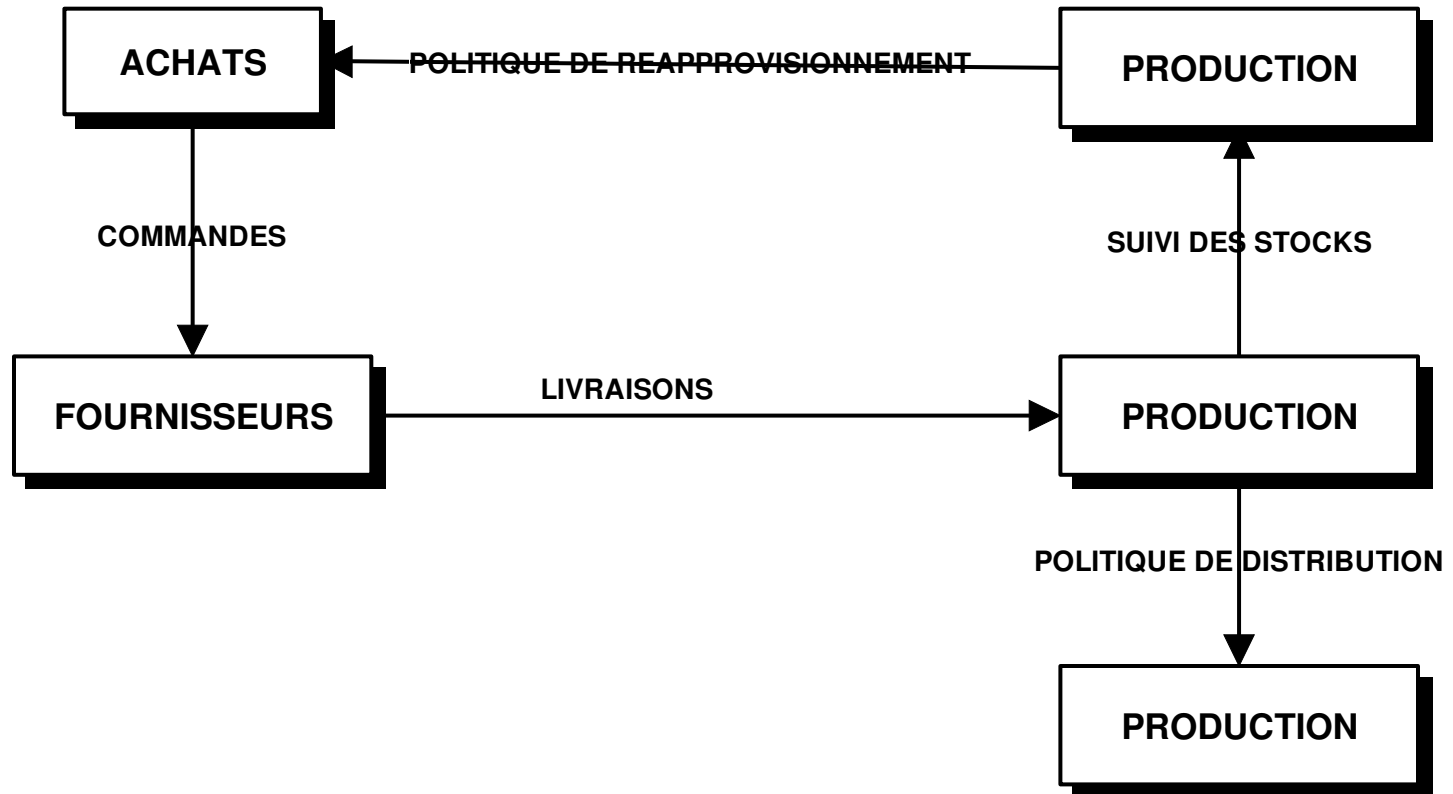 ACHATS
POLITIQUE DE REAPPROVISIONNEMENT
PRODUCTION
COMMANDES
SUIVI DES STOCKS
FOURNISSEURS
LIVRAISONS
PRODUCTION
POLITIQUE DE DISTRIBUTION
PRODUCTION